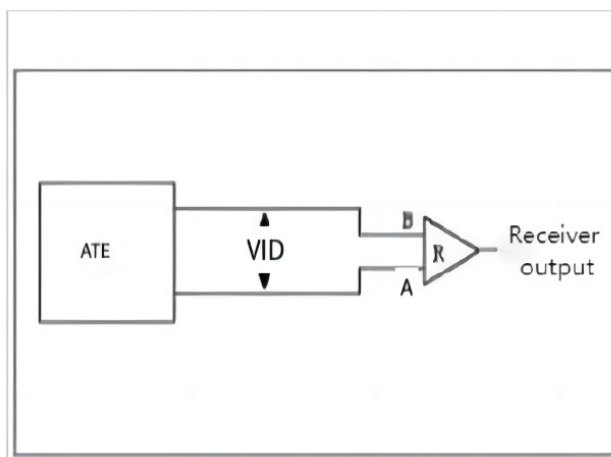 B
Receiver
ATE
VID
R
output
A